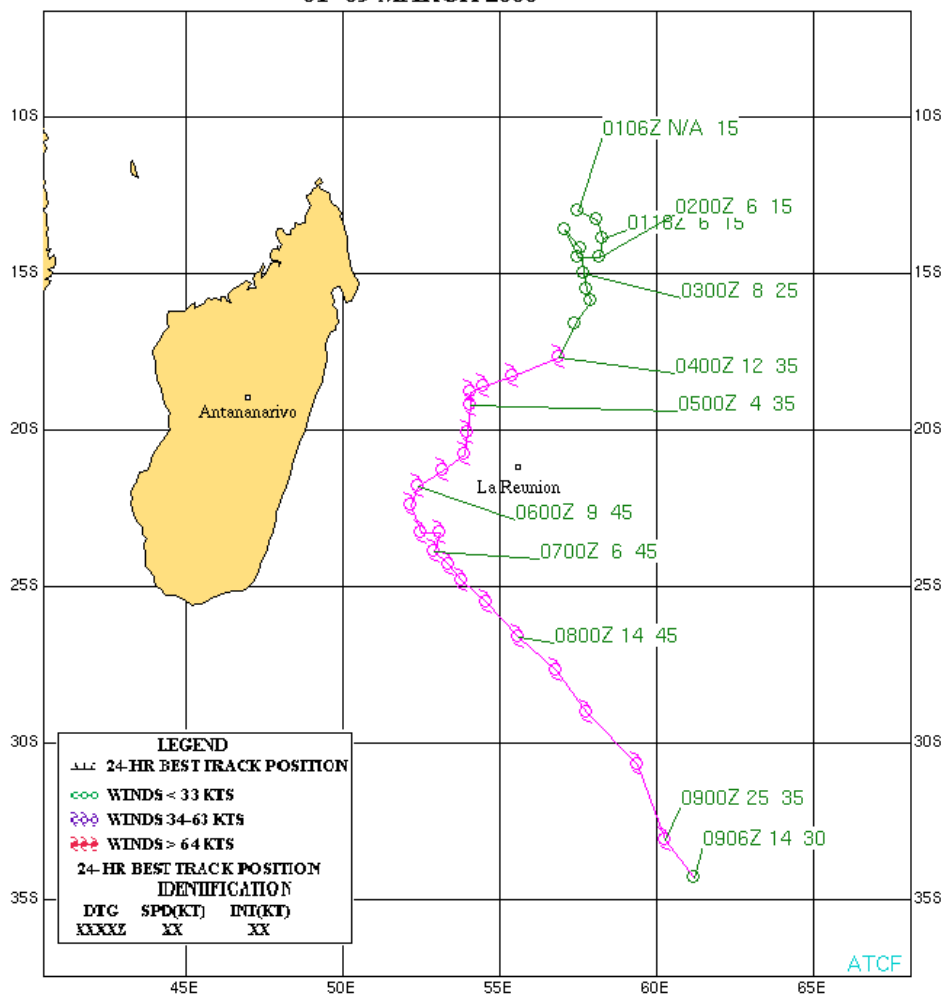 10S
10S
0106Z N/A 15
0200Z 6 15
0118Z 6 15
15S
15S
0300Z 8 25
0400Z 12 35
Antananarivo
0500Z 4 35
20S
20S
La Reunion
0600Z 9 45
0700Z 6 45
25S
25S
0800Z 14 45
30S
30S
LEGEND
24-HR BEST TRACK POSITION
WINDS < 33 KTS
WINDS 34-63 KTS
WINDS > 64 KTS
24-HR BEST TRACK POSITION
IDENTIFICATION
DTG SPD(KT) INT(KT)
XXXXZ XX XX
0900Z 25 35
0906Z 14 30
35S
35S
ATCF
45E 50E 55E 60E 65E